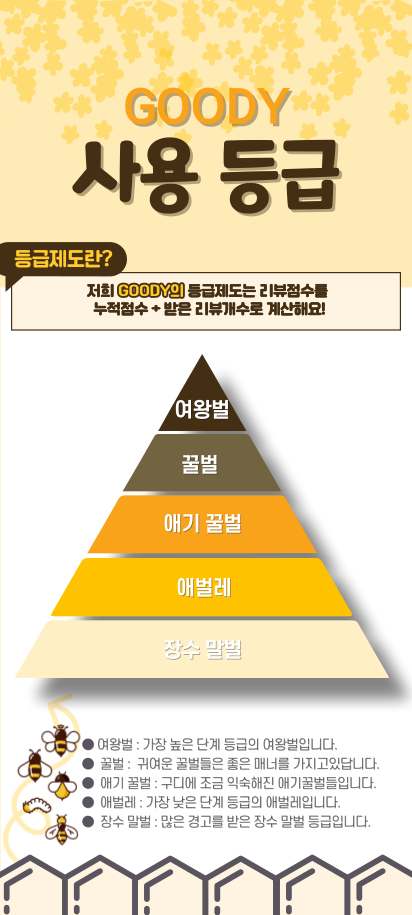 GOODY
사용 등급
등급제도란?
저희 GOODY의 등급제도는 리뷰점수를
누적점수 + 받은 리뷰개수로 계산해요!
여왕벌
꿀벌
애기 꿀벌
애벌레
장수 말벌
● 여왕벌 : 가장 높은 단계 등급의 여왕벌입니다.
● 꿀벌 : 귀여운 꿀벌들은 좋은 매너를 가지고있답니다.
● 애기 꿀벌 : 구디에 조금 익숙해진 애기꿀벌들입니다.
● 애벌레 : 가장 낮은 단계 등급의 애벌레입니다.
● 장수 말벌 : 많은 경고를 받은 장수 말벌 등급입니다.